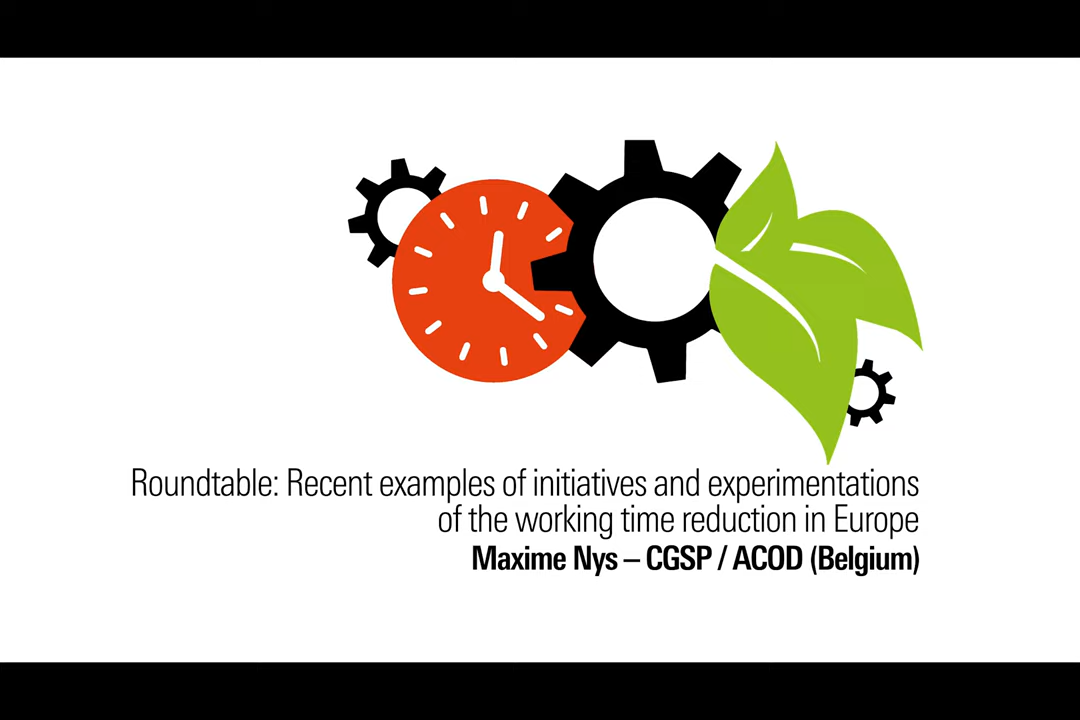 Roundtable: Recent examples of initiatives and experimentations
of the working time reduction in Europe
Maxime Nys – CGSP / ACOD (Belgium)